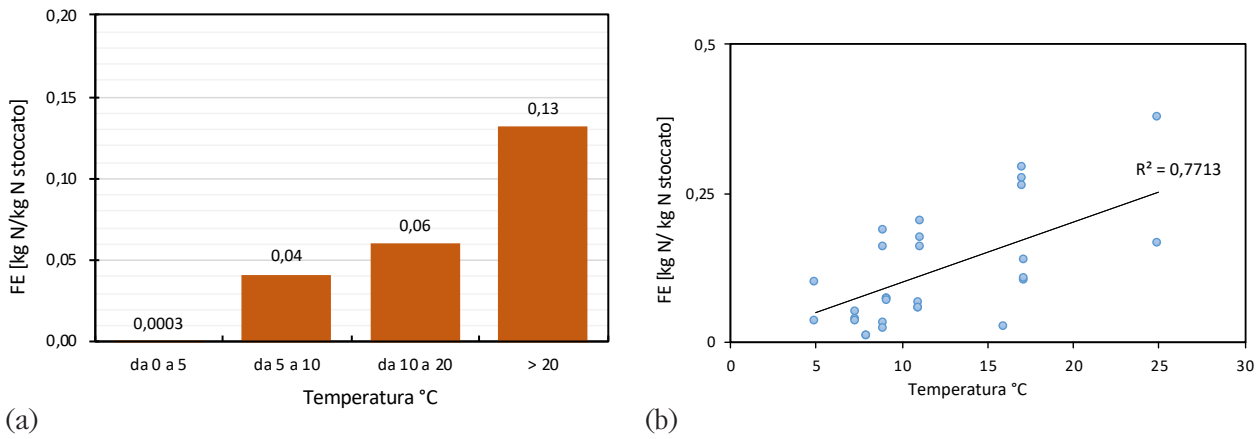 0,20
0,15
0,10
0,05
0,00
FE [kg N/kg N stoccato]
0,0003
0,04
0,06
0,13
da 0 a 5
da 5 a 10
da 10 a 20
> 20
Temperatura °C
(a)
0,5
0,25
0
FE [kg N/ kg N stoccato]
R² = 0,7713
0
5
10
15
20
25
30
Temperatura °C
(b)